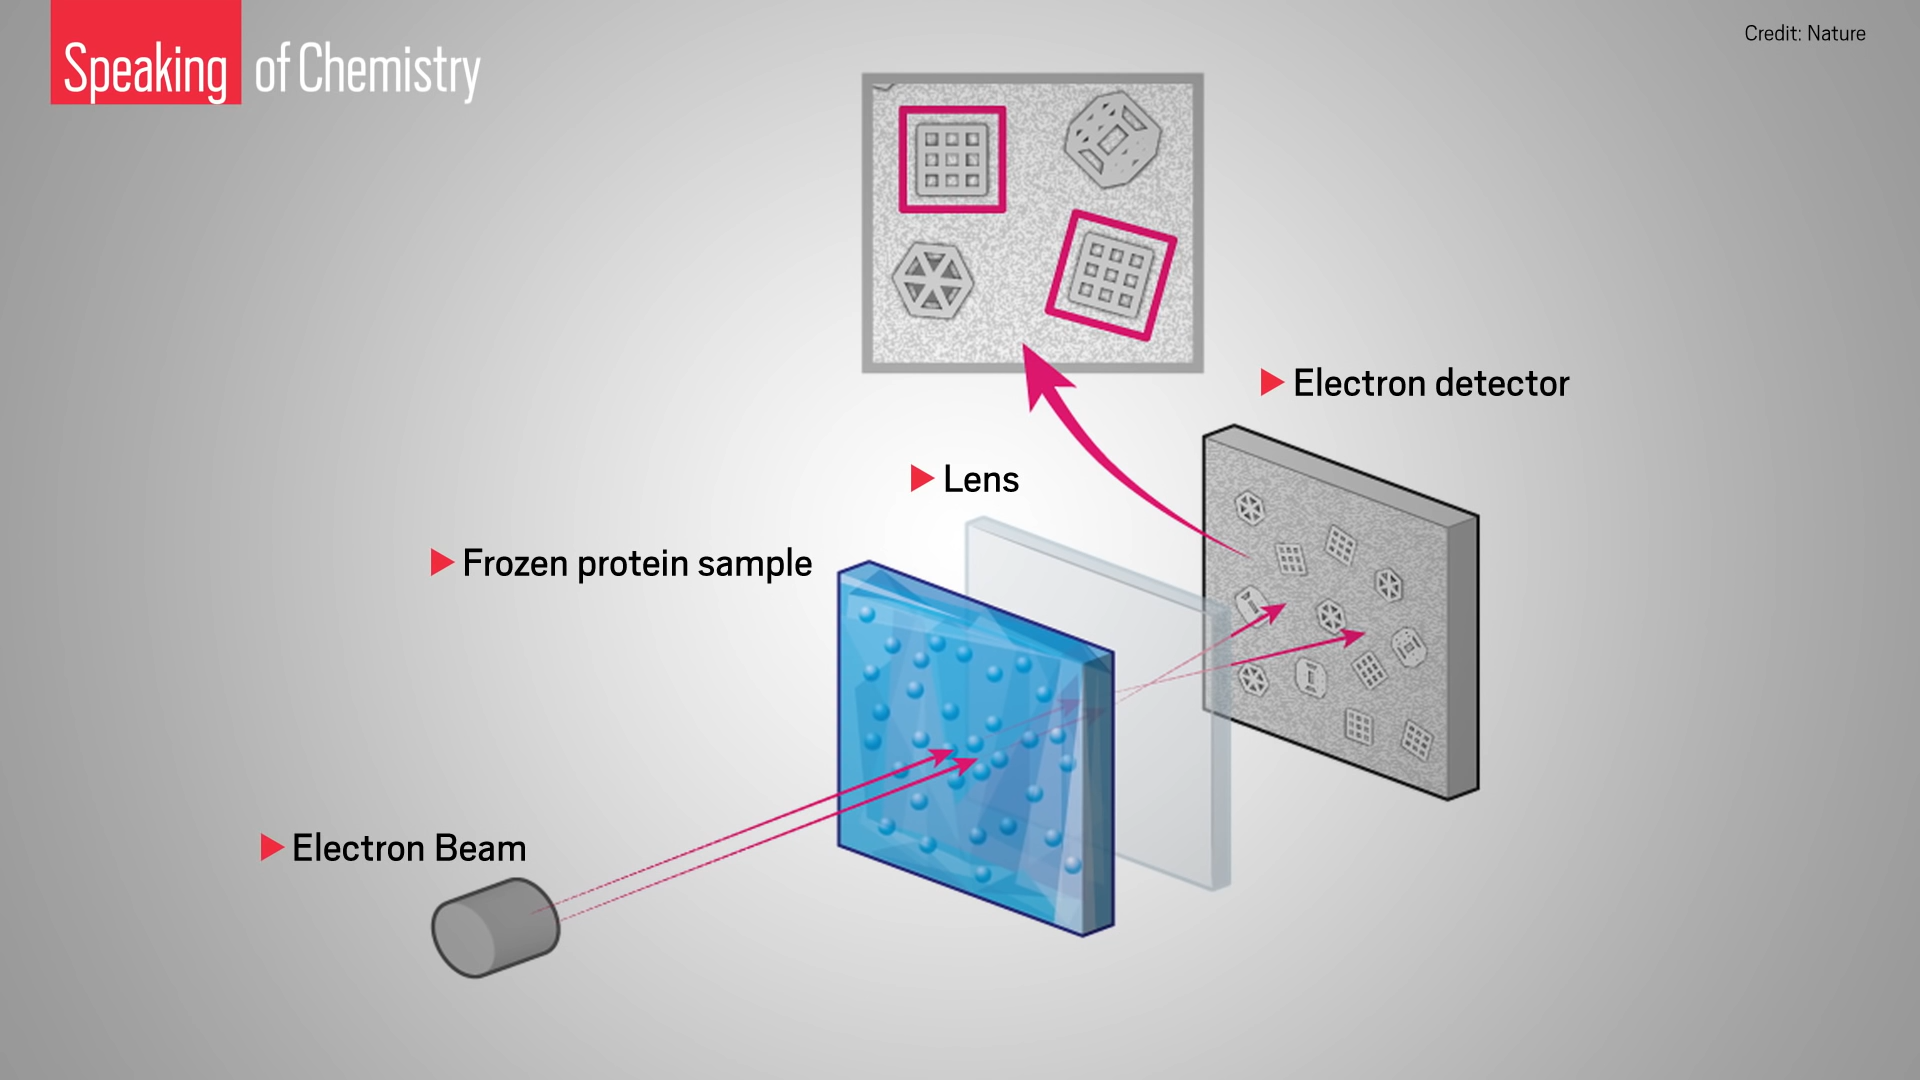 Speaking of Chemistry
Credit: Nature
Electron detector
Lens
Frozen protein sample
Electron Beam